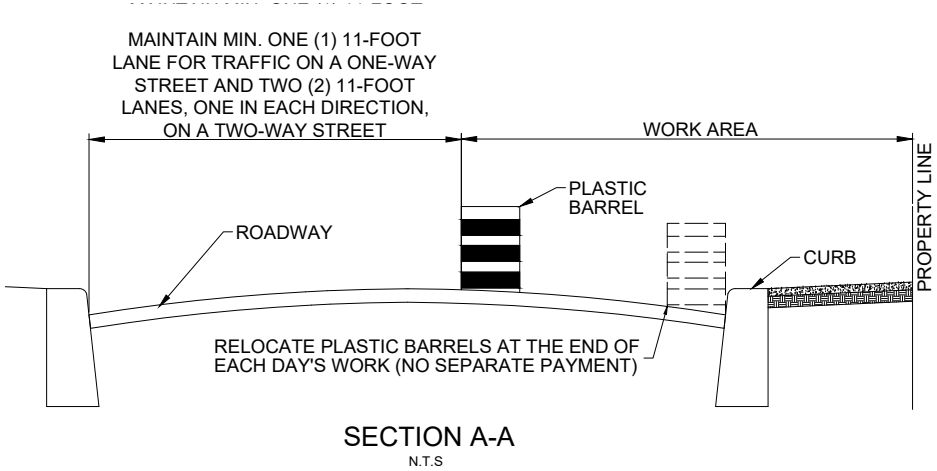 MAINTAIN MIN. ONE (1) 11-FOOT
LANE FOR TRAFFIC ON A ONE-WAY
STREET AND TWO (2) 11-FOOT
LANES, ONE IN EACH DIRECTION,
ON A TWO-WAY STREET
WORK AREA
PROPERTY LINE
PLASTIC
BARREL
ROADWAY
CURB
RELOCATE PLASTIC BARRELS AT THE END OF
EACH DAY'S WORK (NO SEPARATE PAYMENT)
SECTION A-A
N.T.S